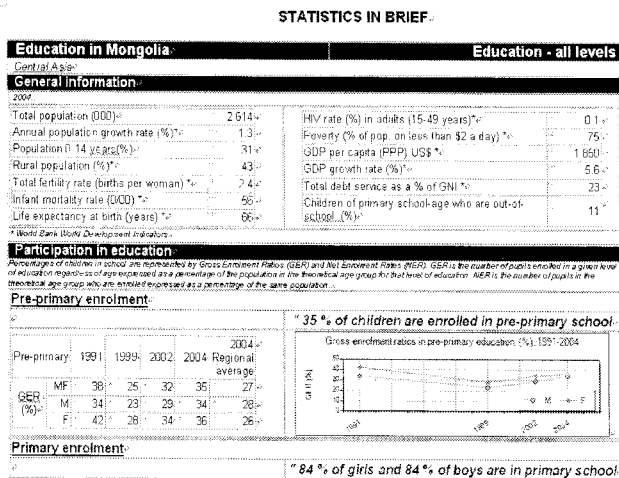 STATISTICS IN BRIEF
Education in Mongolia Education - all levels
Central Asia
General information
2004
Total population (000) 2 614
Annual population growth rate (%)* 1.3
Population 0-14 years(%) 31
Rural population (%)* 43
Total fertility rate (births per woman) * 2.4
Infant mortality rate (0/00) * 56
Life expectancy at birth (years) * 66
HIV rate (%) in adults (15-49 years)* 0.1
Poverty (% of pop. on less than $2 a day) * 75
GDP per capita (PPP) US$ * 1 850
GDP growth rate (%)* 5.6
Total debt service as a % of GNI * 23
Children of primary school-age who are out-of-
school (%) 11
* World Bank World Development Indicators
Participation in education
Percentages of children in school are represented by Gross Enrolment Ratios (GER) and Net Enrolment Rates (NER). GER is the number of pupils enrolled in a given level
of education regardless of age expressed as a percentage of the population in the theoretical age group for that level of education. NER is the number of pupils in the
theoretical age group who are enrolled expressed as a percentage of the same population.
Pre-primary enrolment
" 35 % of children are enrolled in pre-primary school
Pre-primary 1991 1999 2002 2004 2004 Regional average
GER (%)
MF 38 25 32 35 27
M 34 23 29 34 28
F 42 28 34 36 26
Gross enrolment ratios in pre-primary education (%), 1991-2004
GER (%)
50
40
30
20
10
0
1991 1999 2002 2004
M F
Primary enrolment
" 84 % of girls and 84 % of boys are in primary school